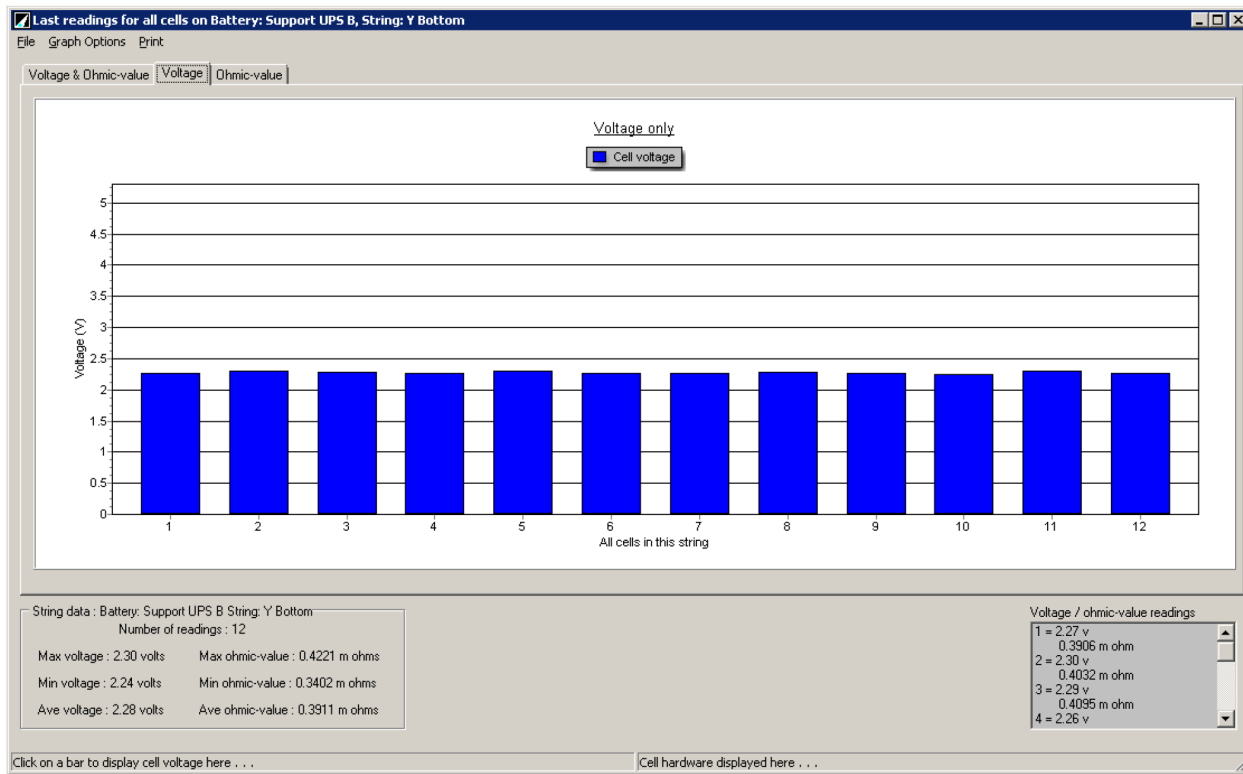 Last readings for all cells on Battery: Support UPS B, String: Y Bottom
File Graph Options Print
Voltage & Ohmic-value Voltage Ohmic-value
Voltage only
Cell voltage
5
4.5
4
3.5
3
2.5
2
1.5
1
0.5
0
Voltage (V)
1 2 3 4 5 6 7 8 9 10 11 12
All cells in this string
String data : Battery: Support UPS B String: Y Bottom
Number of readings : 12
Max voltage : 2.30 volts Max ohmic-value : 0.4221 m ohms
Min voltage : 2.24 volts Min ohmic-value : 0.3402 m ohms
Ave voltage : 2.28 volts Ave ohmic-value : 0.3911 m ohms
Voltage / ohmic-value readings
1 = 2.27 v
0.3906 m ohm
2 = 2.30 v
0.4032 m ohm
3 = 2.29 v
0.4095 m ohm
4 = 2.26 v
Click on a bar to display cell voltage here . . .
Cell hardware displayed here . . .